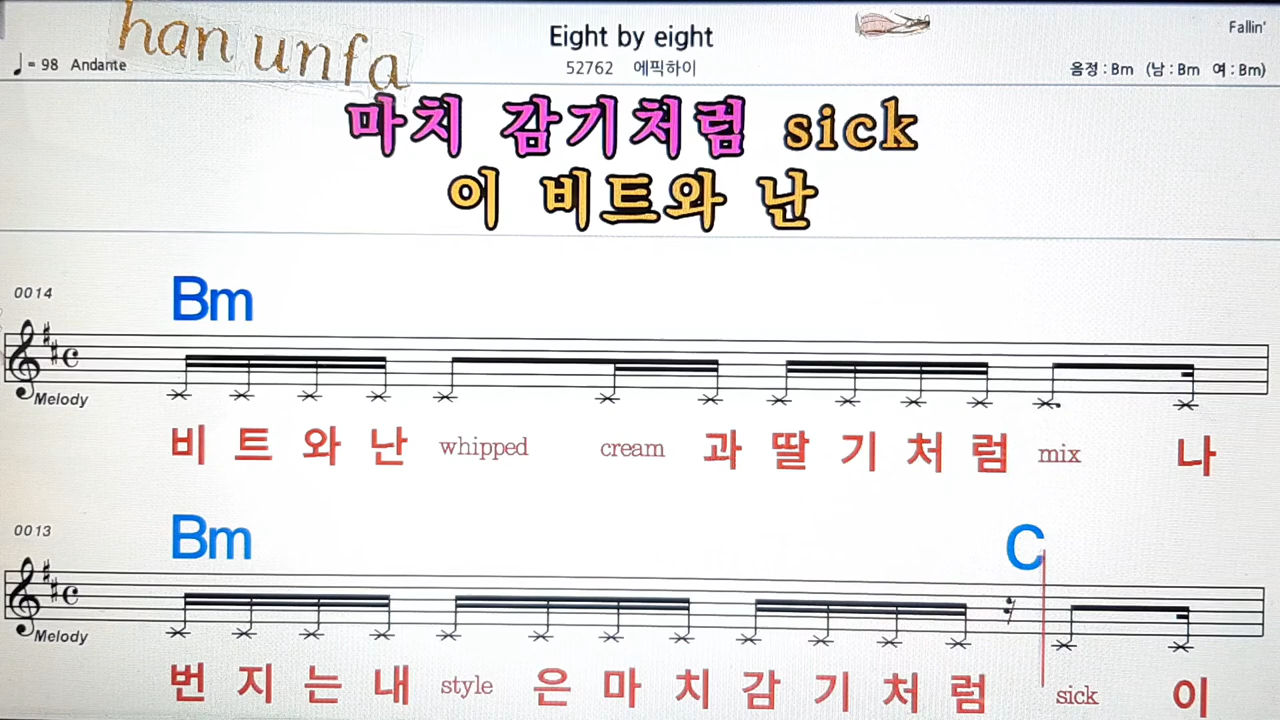 han unfa
Eight by eight
Fallin'
♩= 98 Andante
52762 에픽하이
음정 : Bm (남 : Bm 여 : Bm)
마치 감기처럼 sick
이 비트와 난
0014
Bm
Melody
비 트 와 난 whipped cream 과 딸 기 처 럼 mix 나
0013
Bm C
Melody
번 지 는 내 style 은 마 치 감 기 처 럼 sick 이